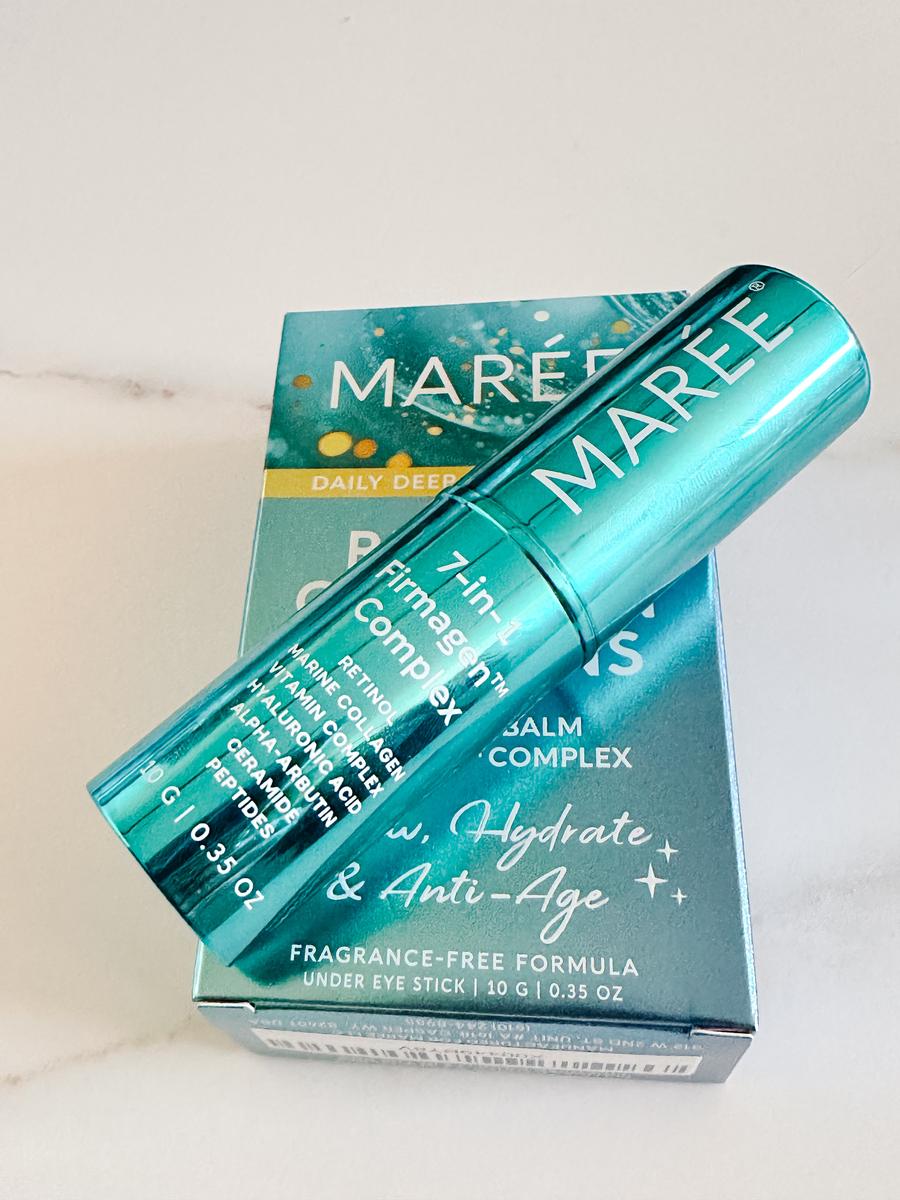 MARÉE
DAILY DEEP
NS
BALM
COMPLEX
Hydrate
& Anti-Age
FRAGRANCE-FREE FORMULA
UNDER EYE STICK | 10 G | 0.35 OZ
MARÉE®
7-in-1
Firmagen™
Complex
RETINOL
MARINE COLLAGEN
VITAMIN COMPLEX
HYALURONIC ACID
ALPHA-ARBUTIN
CERAMIDE
PEPTIDES
10 G | 0.35 OZ